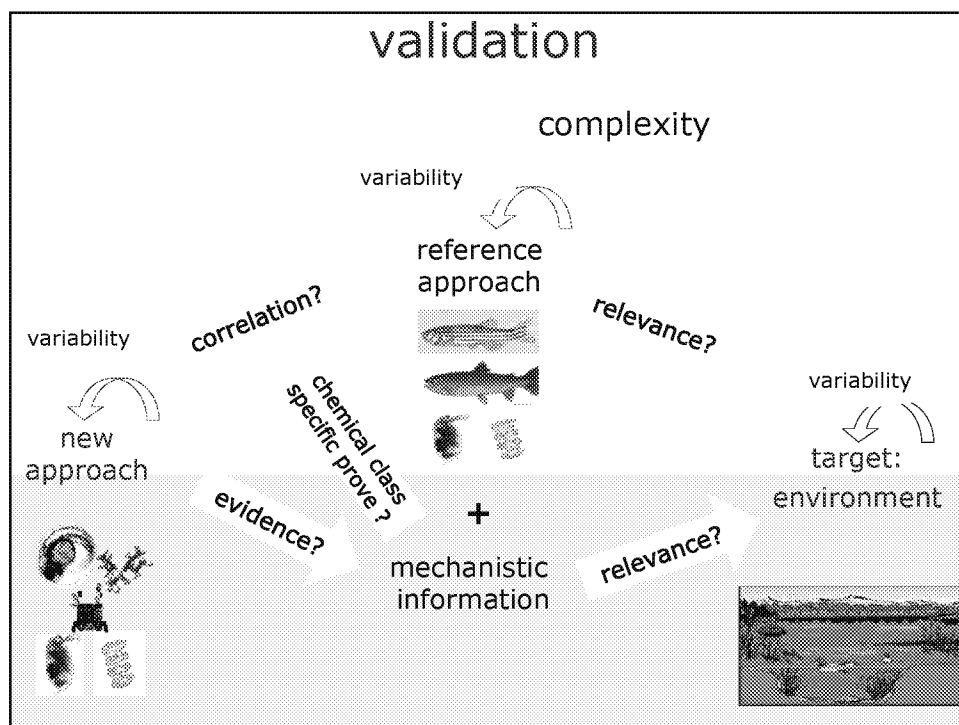 validation
complexity
variability
reference
approach
correlation?
relevance?
variability
new
approach
chemical class
specific prove ?
variability
target:
environment
evidence?
+
mechanistic
information
relevance?